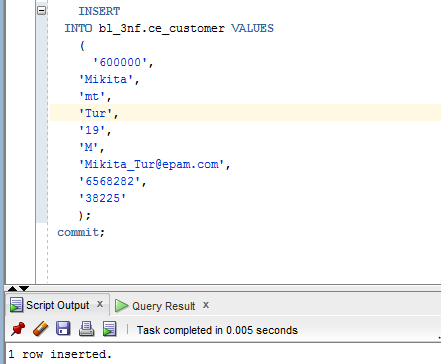 INSERT
INTO bl_3nf.ce_customer VALUES
(
'600000',
'Mikita',
'mt',
'Tur',
'19',
'M',
'Mikita_Tur@epam.com',
'6568282',
'38225'
);
commit;
Script Output x Query Result x
Task completed in 0.005 seconds
1 row inserted.